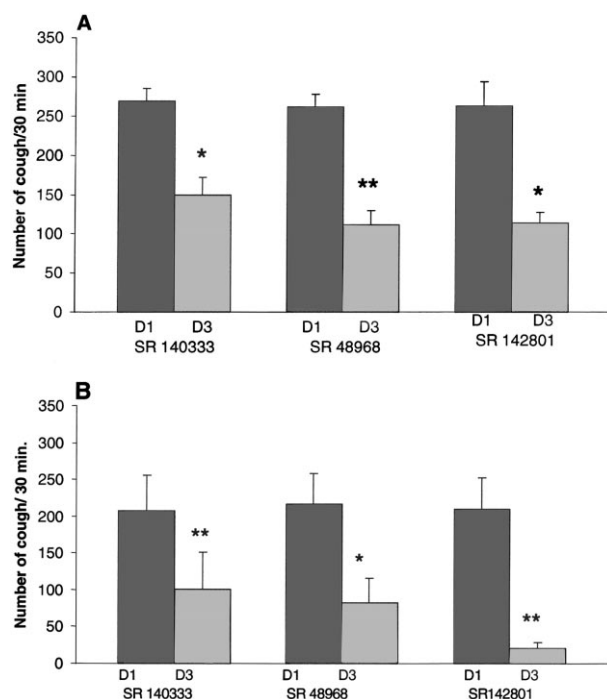 A
350
300
250
200
150
100
50
0
Number of cough/30 min
*
**
*
D1 D3 D1 D3 D1 D3
SR 140333 SR 48968 SR 142801
B
350
300
250
200
150
100
50
0
Number of cough/ 30 min.
**
*
**
D1 D3 D1 D3 D1 D3
SR 140333 SR 48968 SR142801